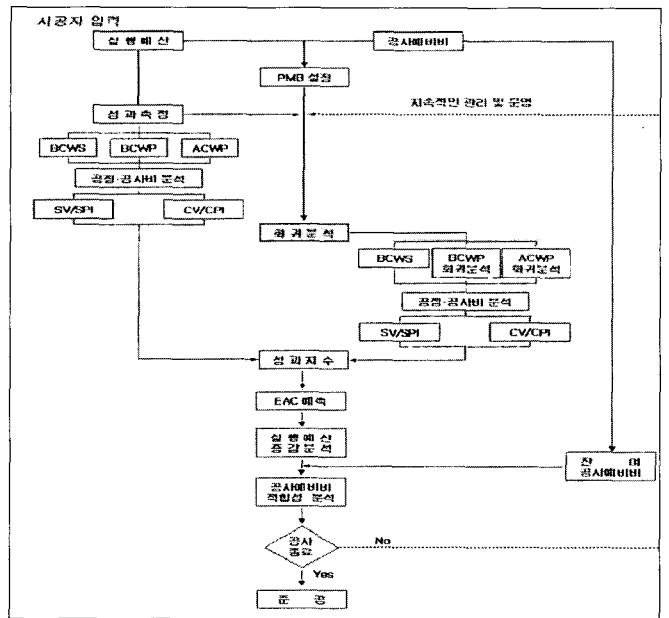 시공자 입력
실행예산
공사예비비
PMB 설정
지속적인 관리 및 운영
성과측정
BCWS
BCWP
ACWP
공정·공사비 분석
SV/SPI
CV/CPI
회귀분석
BCWS
BCWP
회귀분석
ACWP
회귀분석
공정·공사비 분석
SV/SPI
CV/CPI
성과지수
EAC예측
실행예산
증감분석
잔여
공사예비비
공사예비비
적합성 분석
공사
종료
No
Yes
준공